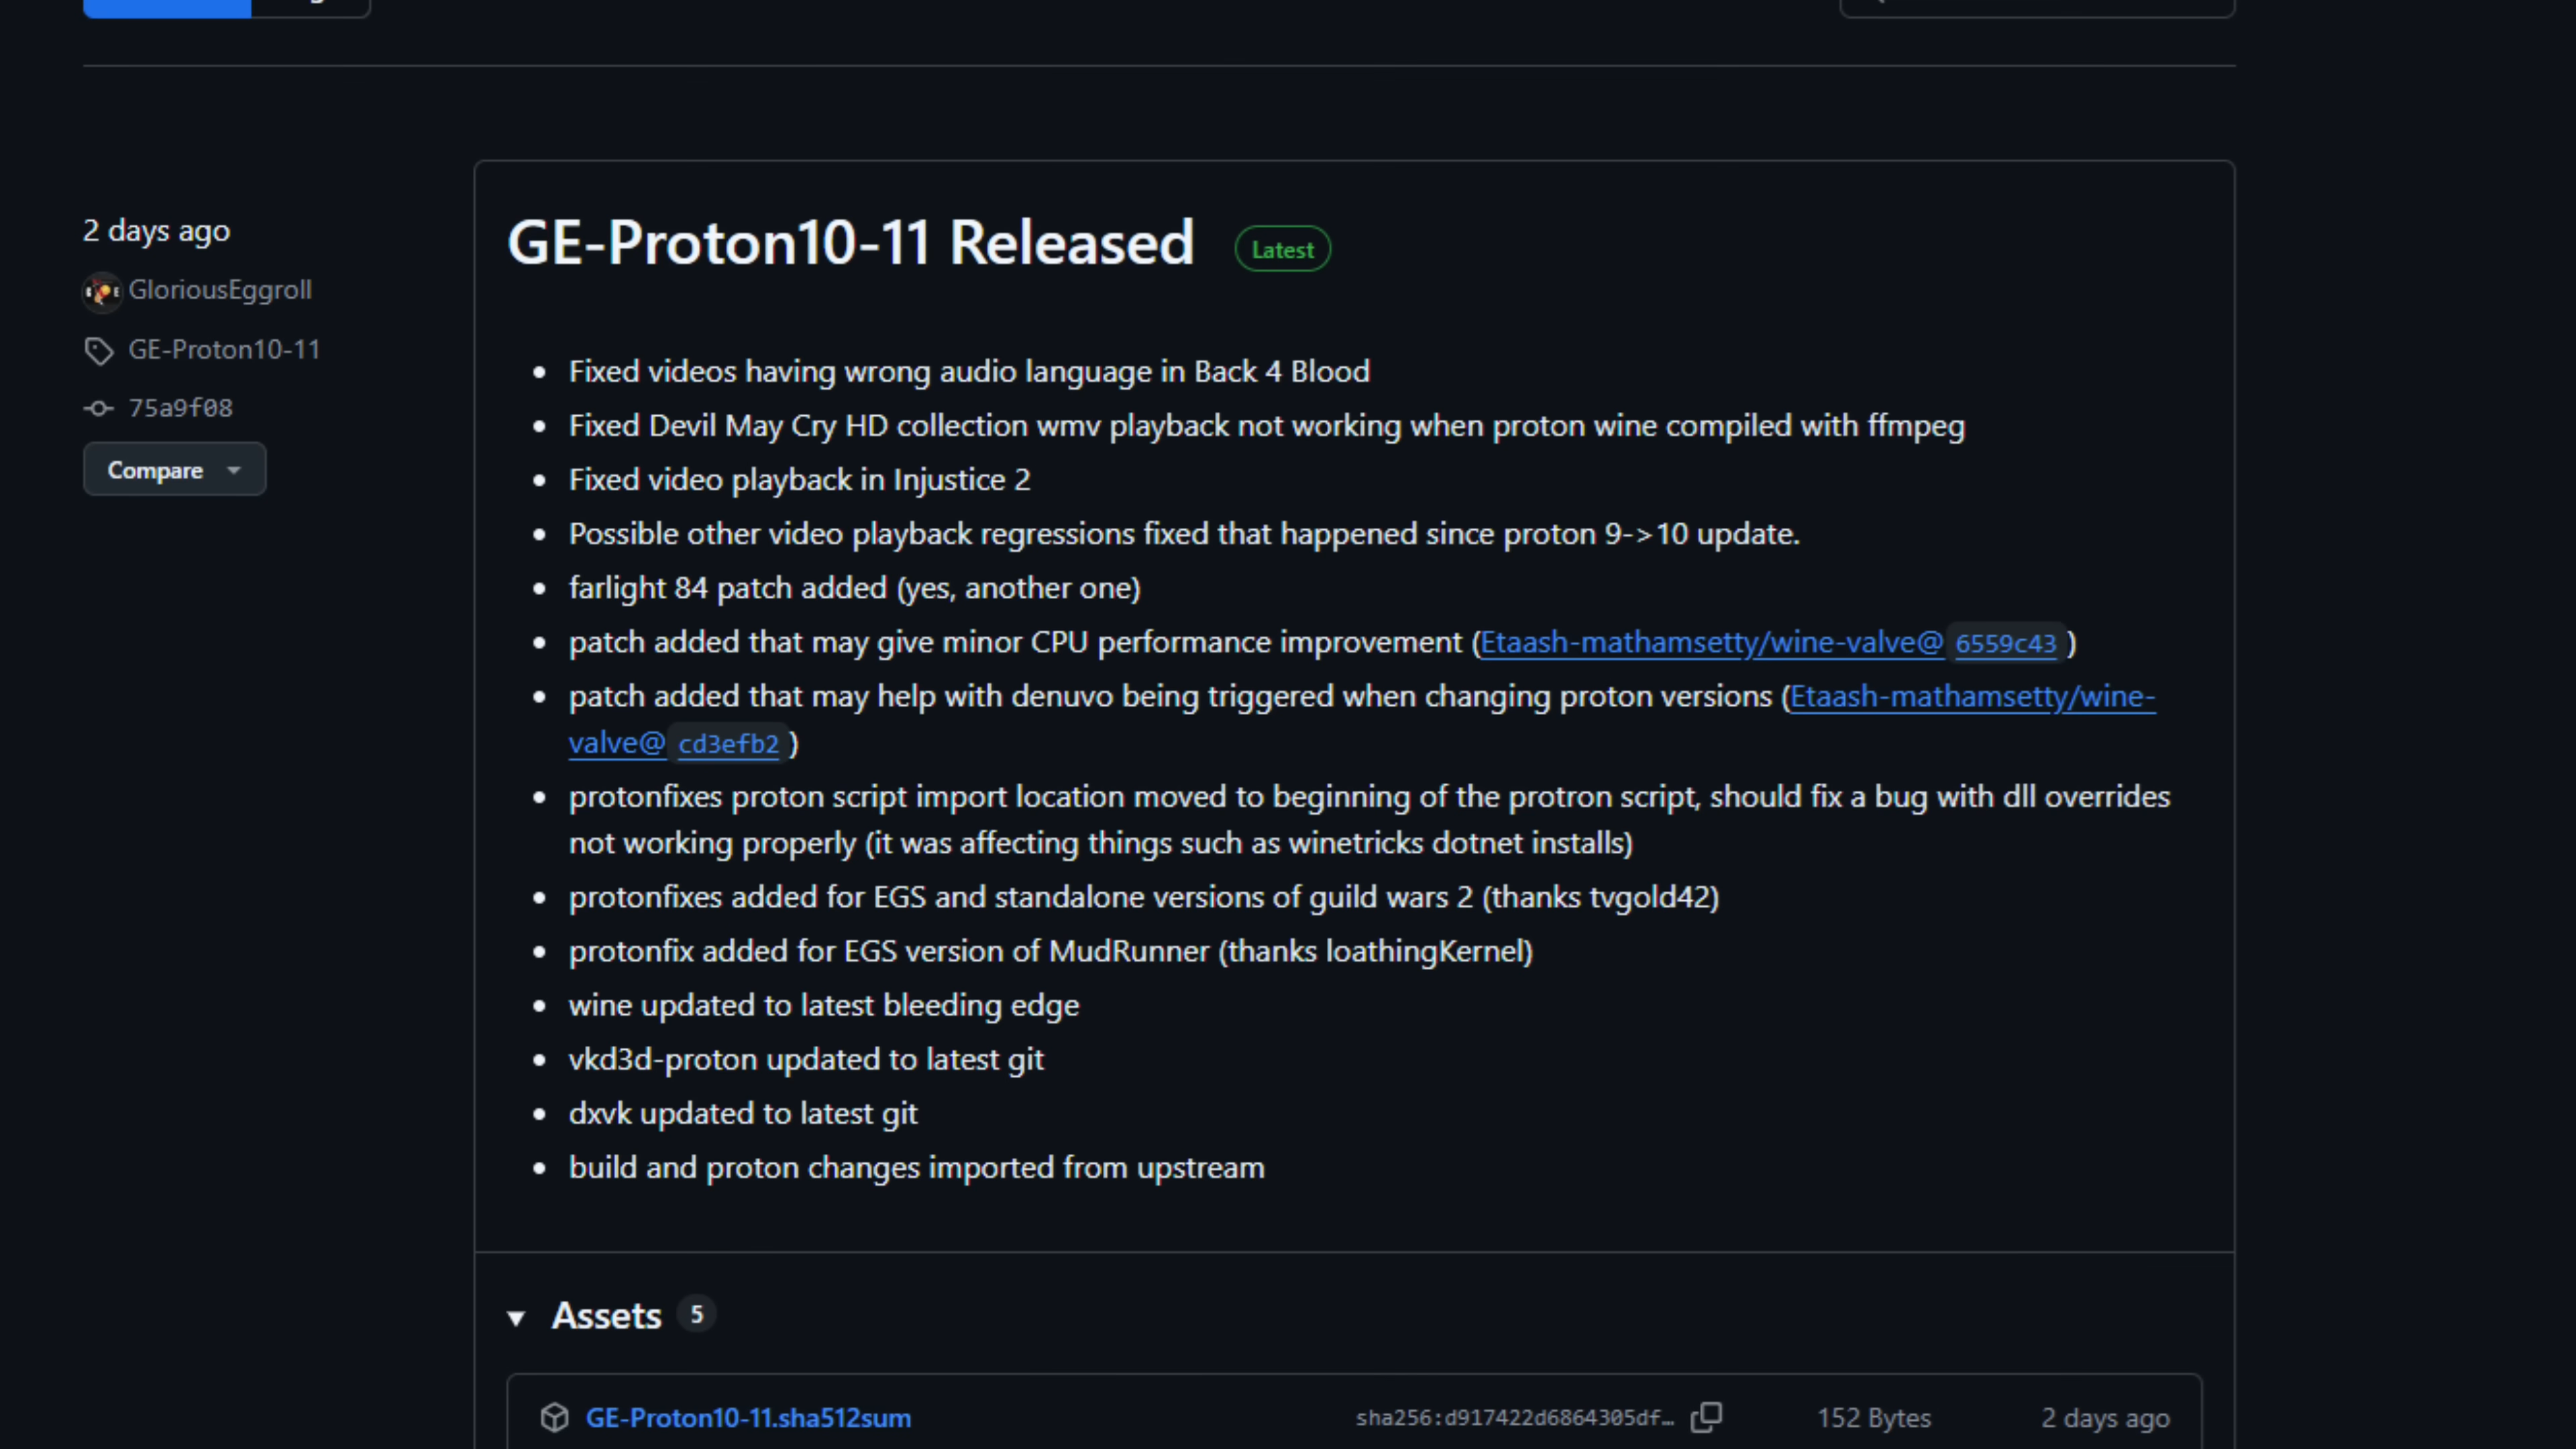 2 days ago
GloriousEggroll
GE-Proton10-11
75a9f08
Compare
GE-Proton10-11 Released Latest
• Fixed videos having wrong audio language in Back 4 Blood
• Fixed Devil May Cry HD collection wmv playback not working when proton wine compiled with ffmpeg
• Fixed video playback in Injustice 2
• Possible other video playback regressions fixed that happened since proton 9->10 update.
• farlight 84 patch added (yes, another one)
• patch added that may give minor CPU performance improvement (Etaash-mathamsetty/wine-valve@6559c43)
• patch added that may help with denuvo being triggered when changing proton versions (Etaash-mathamsetty/wine-
valve@cd3efb2)
• protonfixes proton script import location moved to beginning of the protron script, should fix a bug with dll overrides
not working properly (it was affecting things such as winetricks dotnet installs)
• protonfixes added for EGS and standalone versions of guild wars 2 (thanks tvgold42)
• protonfix added for EGS version of MudRunner (thanks loathingKernel)
• wine updated to latest bleeding edge
• vkd3d-proton updated to latest git
• dxvk updated to latest git
• build and proton changes imported from upstream
Assets 5
GE-Proton10-11.sha512sum sha256:d917422d6864305df… 152 Bytes 2 days ago